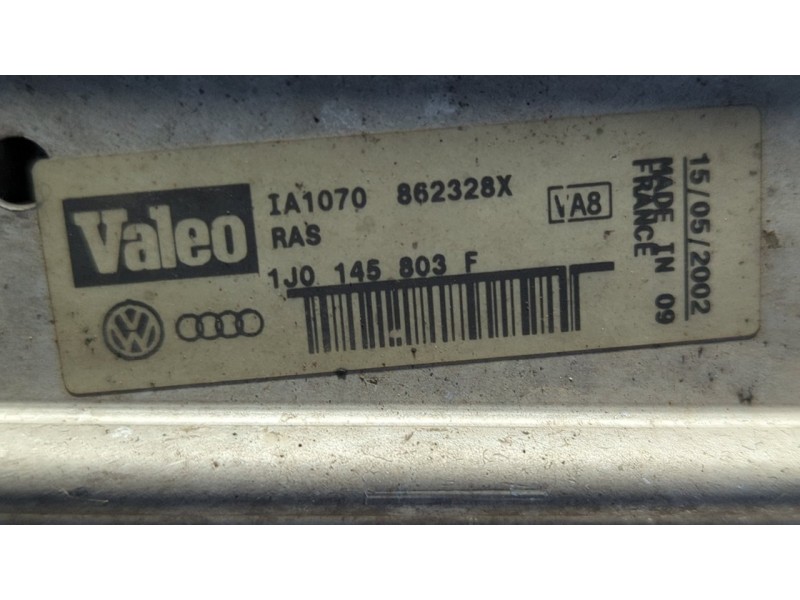 Valeo
IA1070 862328X
VA8
RAS
1J0 145 803 F
15/05/2002
MADE IN 09
FRANCE